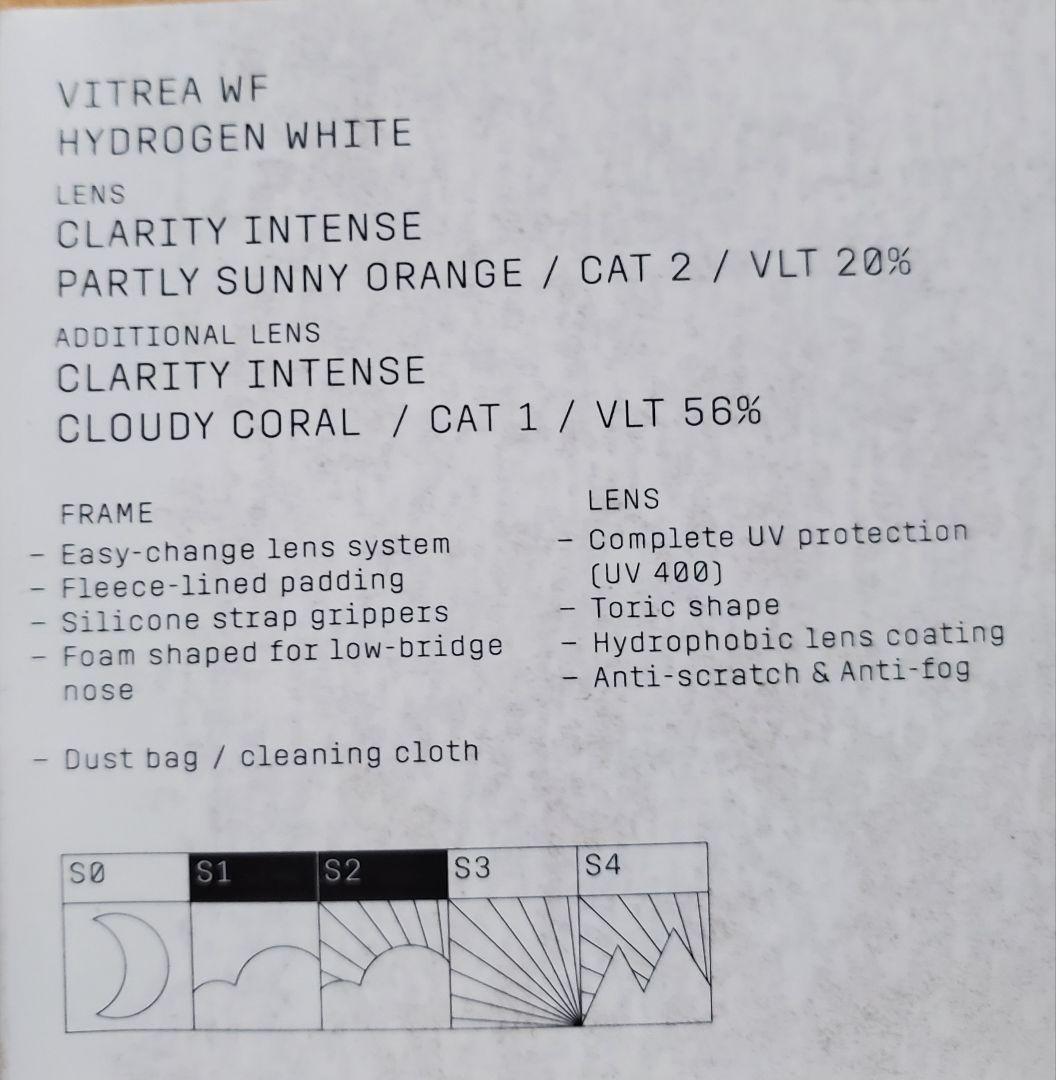 VITREA WF
HYDROGEN WHITE
LENS
CLARITY INTENSE
PARTLY SUNNY ORANGE / CAT 2 / VLT 20%
ADDITIONAL LENS
CLARITY INTENSE
CLOUDY CORAL / CAT 1 / VLT 56%
FRAME
– Easy-change lens system
– Fleece-lined padding
– Silicone strap grippers
– Foam shaped for low-bridge
nose
– Dust bag / cleaning cloth
LENS
– Complete UV protection
(UV 400)
– Toric shape
– Hydrophobic lens coating
– Anti-scratch & Anti-fog
S0 S1 S2 S3 S4